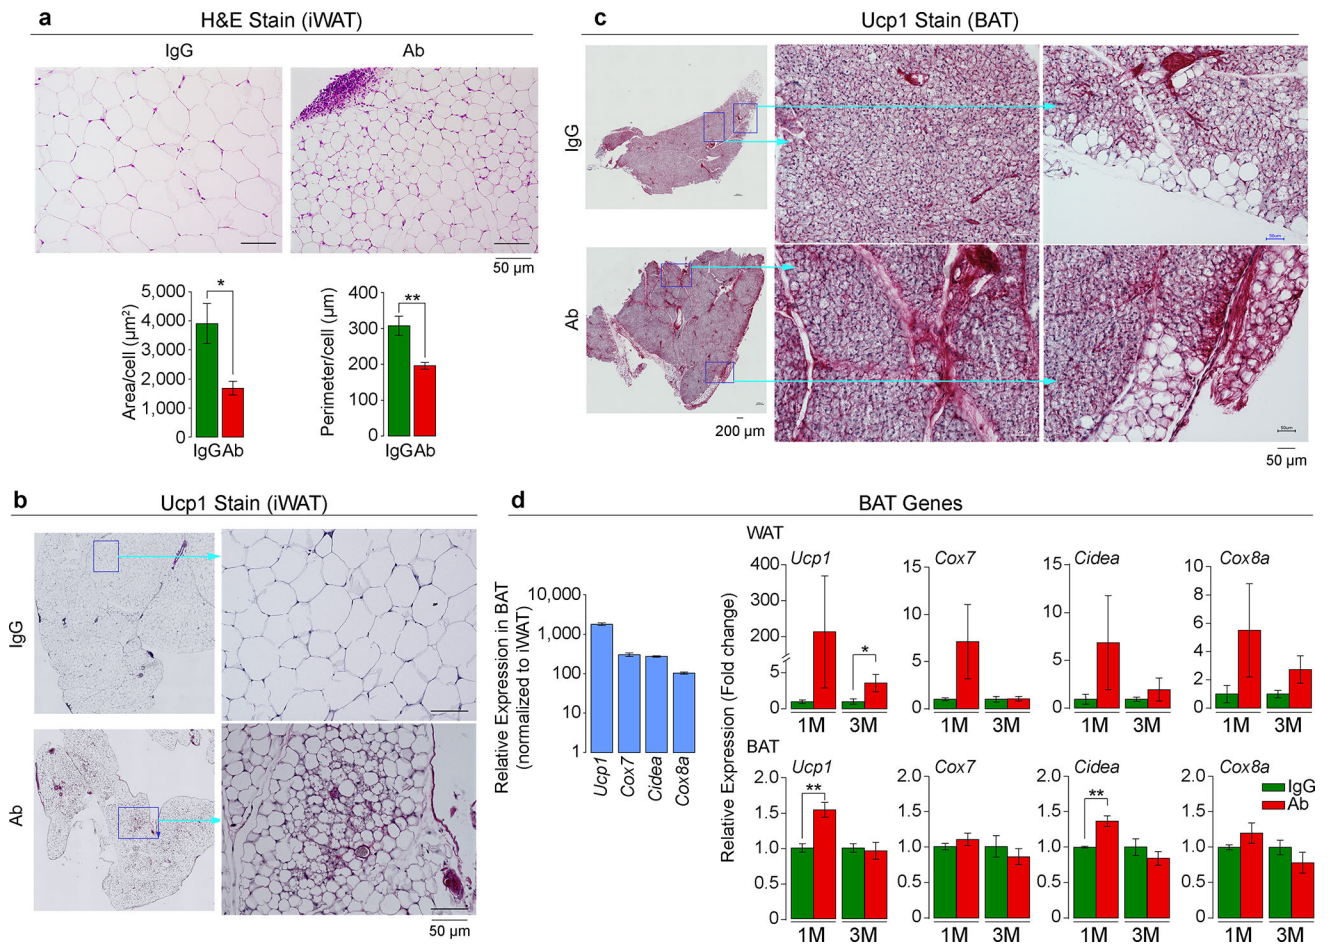 a
H&E Stain (iWAT)
IgG
Ab
50 µm
5,000
4,000
3,000
2,000
1,000
0
Area/cell (µm²)
*
IgG Ab
400
300
200
100
0
Perimeter/cell (µm)
**
IgG Ab
b
Ucp1 Stain (iWAT)
IgG
Ab
50 µm
c
Ucp1 Stain (BAT)
IgG
Ab
50µm
50µm
200 µm
50 µm
d
BAT Genes
Relative Expression in BAT
(normalized to iWAT)
10,000
1,000
100
10
1
Ucp1
Cox7
Cidea
Cox8a
Relative Expression (Fold change)
WAT
Ucp1
400
300
200
5
0
*
1M 3M
Cox7
15
10
5
0
1M 3M
Cidea
15
10
5
0
1M 3M
Cox8a
10
8
6
4
2
0
1M 3M
BAT
Ucp1
2.0
1.5
1.0
0.5
0
**
1M 3M
Cox7
2.0
1.5
1.0
0.5
0
1M 3M
Cidea
2.0
1.5
1.0
0.5
0
**
1M 3M
Cox8a
2.0
1.5
1.0
0.5
0
IgG
Ab
1M 3M